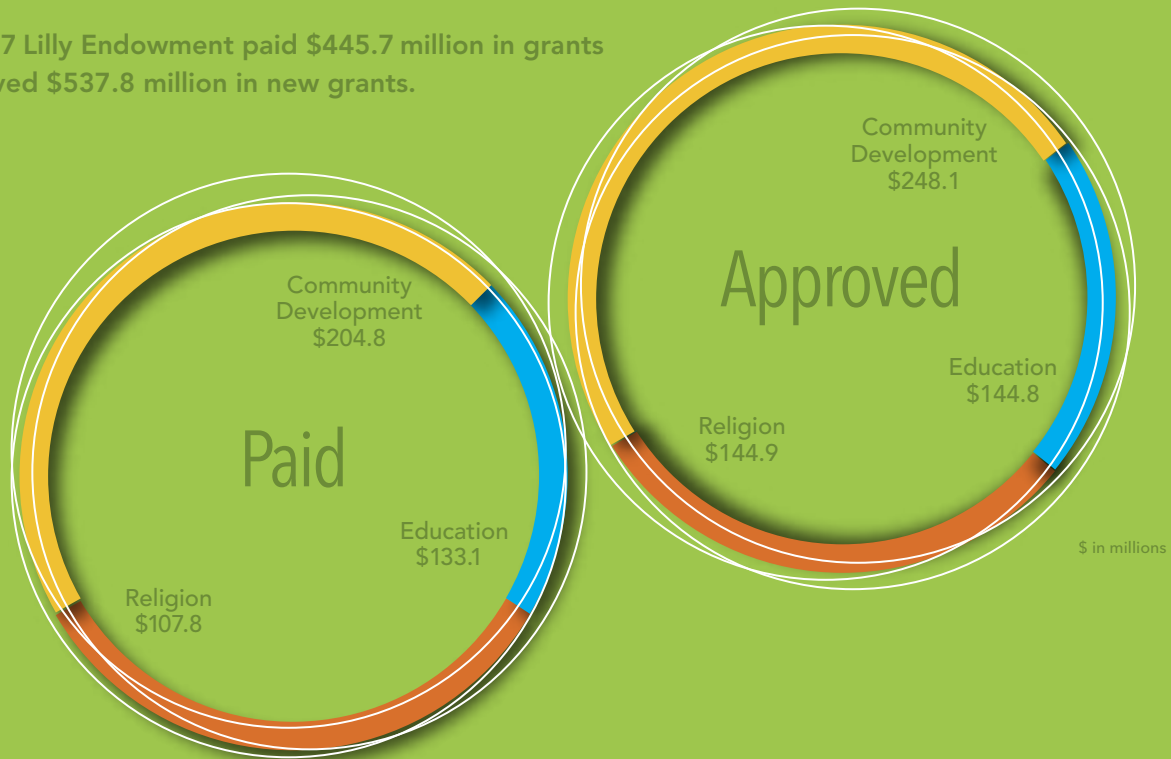 7 Lilly Endowment paid $445.7 million in grants
ved $537.8 million in new grants.
Community
Development
$248.1
Approved
Education
$144.8
Religion
$144.9
Community
Development
$204.8
Paid
Education
$133.1
Religion
$107.8
$ in millions